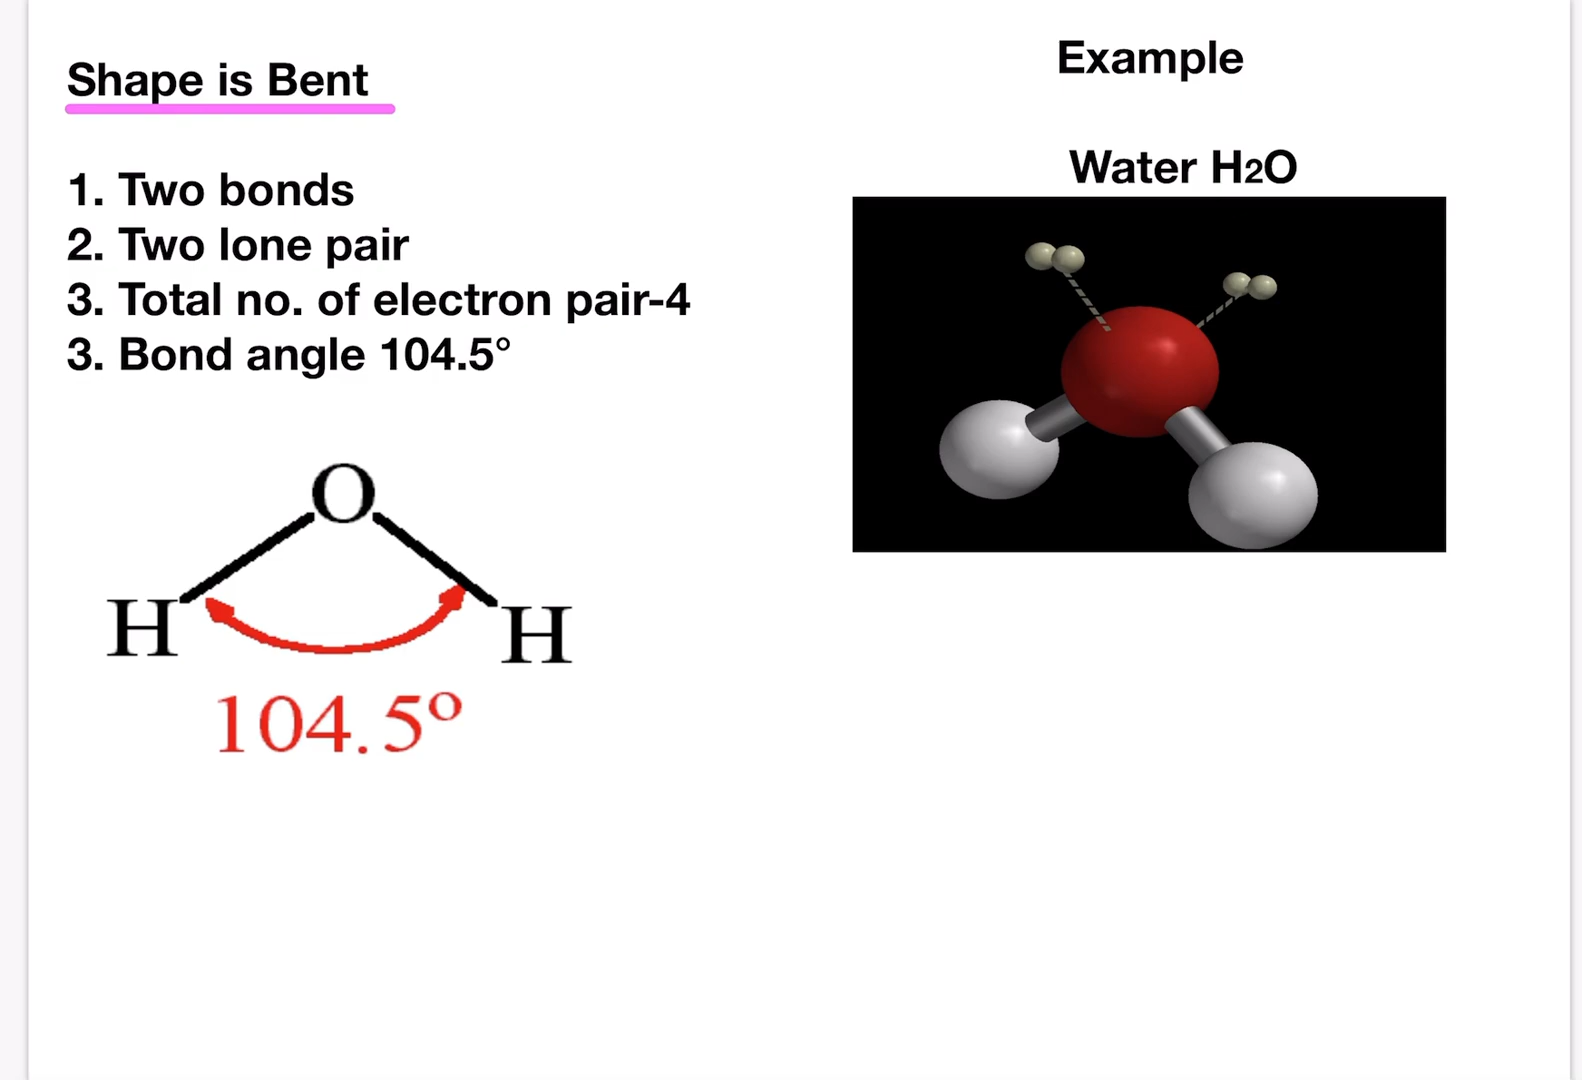 Shape is Bent
1. Two bonds
2. Two lone pair
3. Total no. of electron pair-4
3. Bond angle 104.5°
O
H
H
104.5º
Example
Water H2O